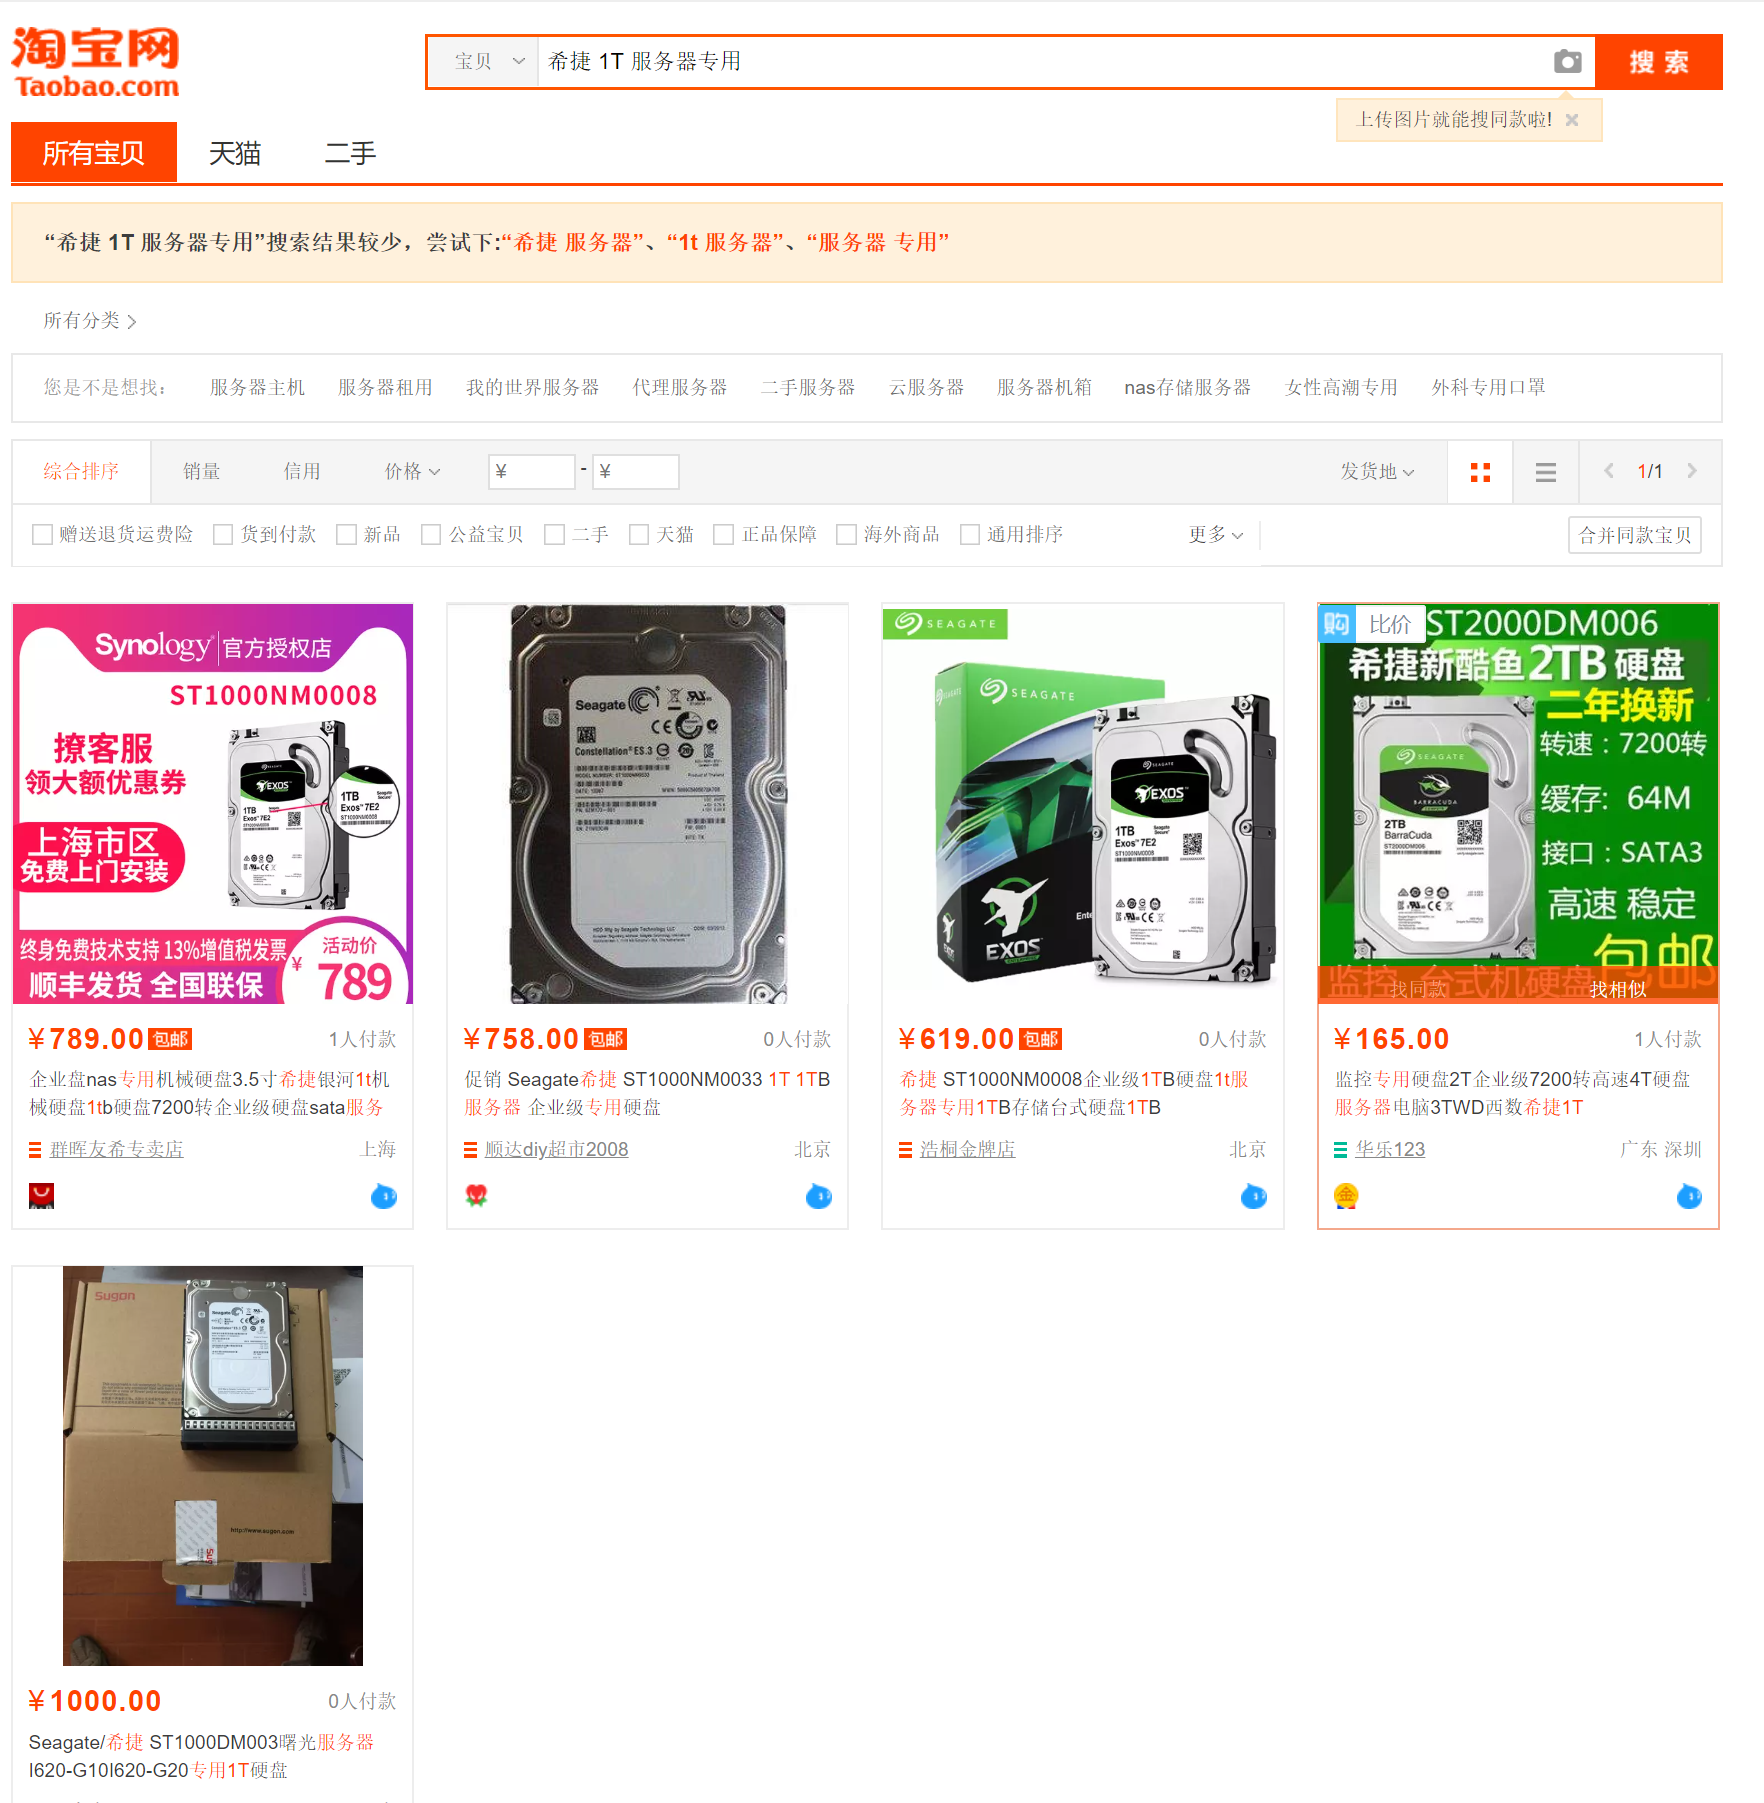 淘宝网
Taobao.com
宝贝
希捷 1T 服务器专用
搜 索
上传图片就能搜同款啦!
所有宝贝
天猫
二手
“希捷 1T 服务器专用”搜索结果较少，尝试下:“希捷 服务器”、“1t 服务器”、“服务器 专用”
所有分类
您是不是想找：
服务器主机
服务器租用
我的世界服务器
代理服务器
二手服务器
云服务器
服务器机箱
nas存储服务器
女性高潮专用
外科专用口罩
综合排序
销量
信用
价格
¥
-
¥
发货地
1/1
赠送退货运费险
货到付款
新品
公益宝贝
二手
天猫
正品保障
海外商品
通用排序
更多
合并同款宝贝
Synology 官方授权店
ST1000NM0008
撩客服
领大额优惠券
上海市区
免费上门安装
EXOS
1TB
Exos 7E2
1TB
Exos 7E2
终身免费技术支持 13%增值税发票
顺丰发货 全国联保
活动价
¥ 789
¥789.00 包邮
1人付款
企业盘nas专用机械硬盘3.5寸希捷银河1t机
械硬盘1tb硬盘7200转企业级硬盘sata服务
群晖友希专卖店
上海
Seagate
Constellation ES.3
¥758.00 包邮
0人付款
促销 Seagate希捷 ST1000NM0033 1T 1TB
服务器 企业级专用硬盘
顺达diy超市2008
北京
SEAGATE
SEAGATE
EXOS
EXOS
1TB
Exos 7E2
ST1000NM0008
¥619.00 包邮
0人付款
希捷 ST1000NM0008企业级1TB硬盘1t服
务器专用1TB存储台式硬盘1TB
浩桐金牌店
北京
购
比价
ST2000DM006
希捷新酷鱼2TB 硬盘
二年换新
转速：7200转
缓存: 64M
接口：SATA3
高速 稳定
包邮
SEAGATE
BARRACUDA
2TB
BarraCuda
ST2000DM006
监控 台式机硬盘
找同款
找相似
¥165.00
1人付款
监控专用硬盘2T企业级7200转高速4T硬盘
服务器电脑3TWD西数希捷1T
华乐123
广东 深圳
Sugon
Seagate
http://www.sugon.com
¥1000.00
0人付款
Seagate/希捷 ST1000DM003曙光服务器
I620-G10I620-G20专用1T硬盘